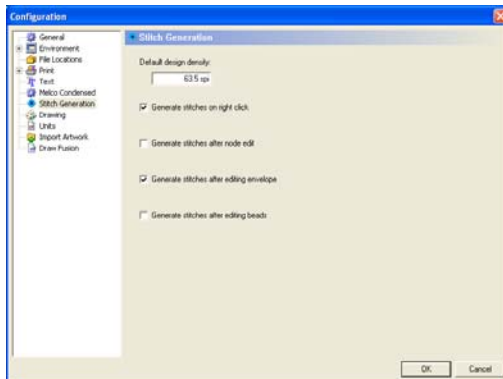 Configuration
General
Environment
File Locations
Print
Text
Melco Condensed
Stitch Generation
Drawing
Units
Import Artwork
Draw Fusion
Stitch Generation
Default design density:
63.5 spi
Generate stitches on right click
Generate stitches after node edit
Generate stitches after editing envelope
Generate stitches after editing beads
OK
Cancel